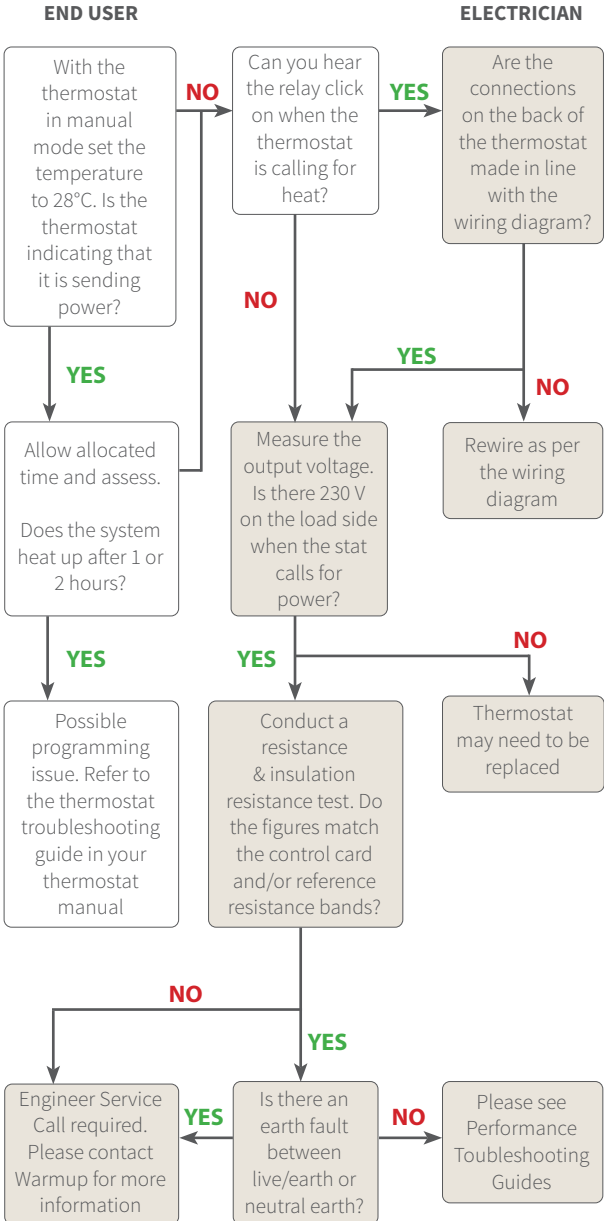 END USER
ELECTRICIAN
With the
thermostat
in manual
mode set the
temperature
to 28°C. Is the
thermostat
indicating that
it is sending
power?
NO
Can you hear
the relay click
on when the
thermostat
is calling for
heat?
YES
Are the
connections
on the back of
the thermostat
made in line
with the
wiring diagram?
YES
NO
YES
NO
Allow allocated
time and assess.
Does the system
heat up after 1 or
2 hours?
Measure the
output voltage.
Is there 230 V
on the load side
when the stat
calls for
power?
Rewire as per
the wiring
diagram
YES
YES
NO
Possible
programming
issue. Refer to
the thermostat
troubleshooting
guide in your
thermostat
manual
Conduct a
resistance
& insulation
resistance test. Do
the figures match
the control card
and/or reference
resistance bands?
Thermostat
may need to be
replaced
NO
YES
Engineer Service
Call required.
Please contact
Warmup for more
information
YES
Is there an
earth fault
between
live/earth or
neutral earth?
NO
Please see
Performance
Toubleshooting
Guides